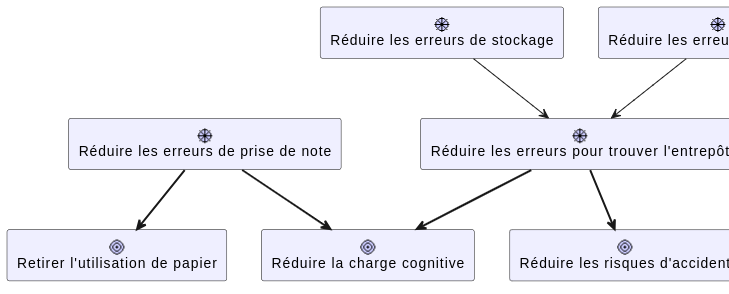 Réduire les erreurs de stockage
Réduire les erreu
Réduire les erreurs de prise de note
Réduire les erreurs pour trouver l'entrepôt
Retirer l'utilisation de papier
Réduire la charge cognitive
Réduire les risques d'accident